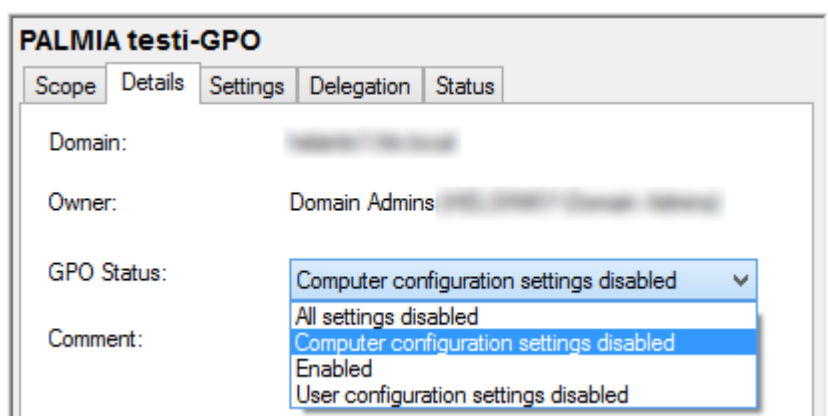 PALMIA testi-GPO
Scope Details Settings Delegation Status
Domain:
Owner: Domain Admins
GPO Status: Computer configuration settings disabled
All settings disabled
Comment: Computer configuration settings disabled
Enabled
User configuration settings disabled